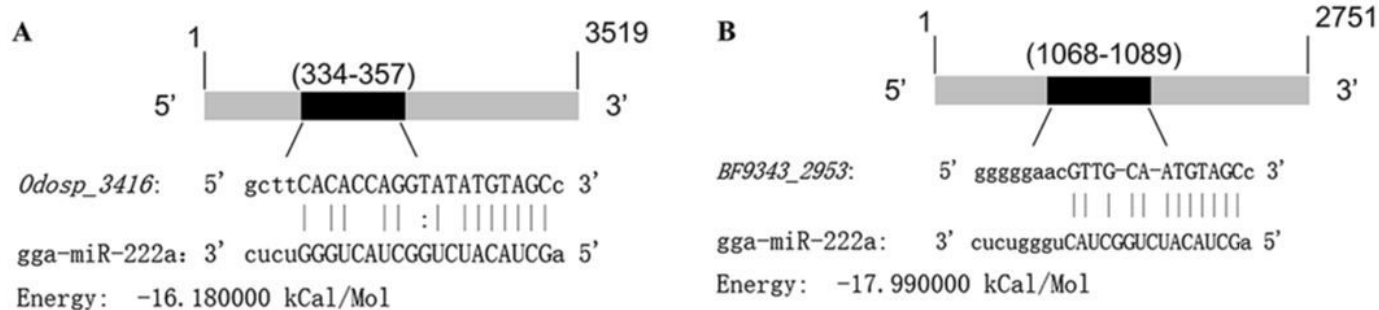 A
1 3519
(334-357)
5’ 3’
Odosp_3416: 5’ gcttCACACCAGGTATATGTAGCc 3’
| || || :| |||||||
gga-miR-222a: 3’ cucuGGGUCAUCGGUCUACAUCGa 5’
Energy: -16.180000 kCal/Mol
B
1 2751
(1068-1089)
5’ 3’
BF9343_2953: 5’ gggggaacGTTG-CA-ATGTAGCc 3’
|| | || |||||||
gga-miR-222a: 3’ cucuggguCAUCGGUCUACAUCGa 5’
Energy: -17.990000 kCal/Mol